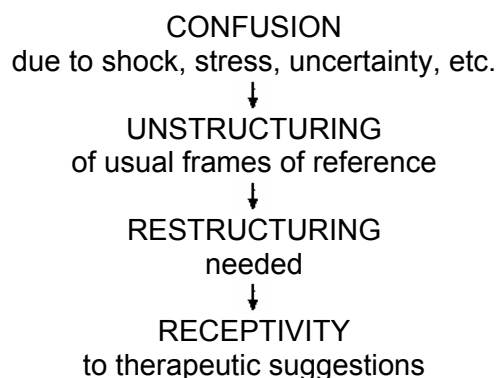 CONFUSION
due to shock, stress, uncertainty, etc.
UNSTRUCTURING
of usual frames of reference
RESTRUCTURING
needed
RECEPTIVITY
to therapeutic suggestions